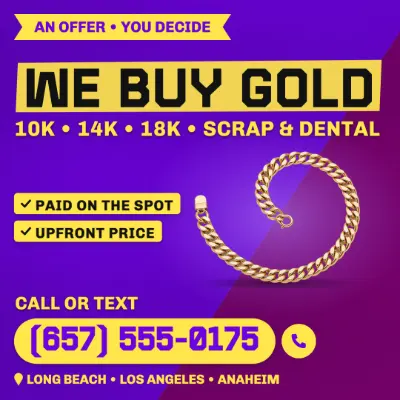 AN OFFER • YOU DECIDE
WE BUY GOLD
10K • 14K • 18K • SCRAP & DENTAL
PAID ON THE SPOT
UPFRONT PRICE
CALL OR TEXT
(657) 555-0175
LONG BEACH • LOS ANGELES • ANAHEIM